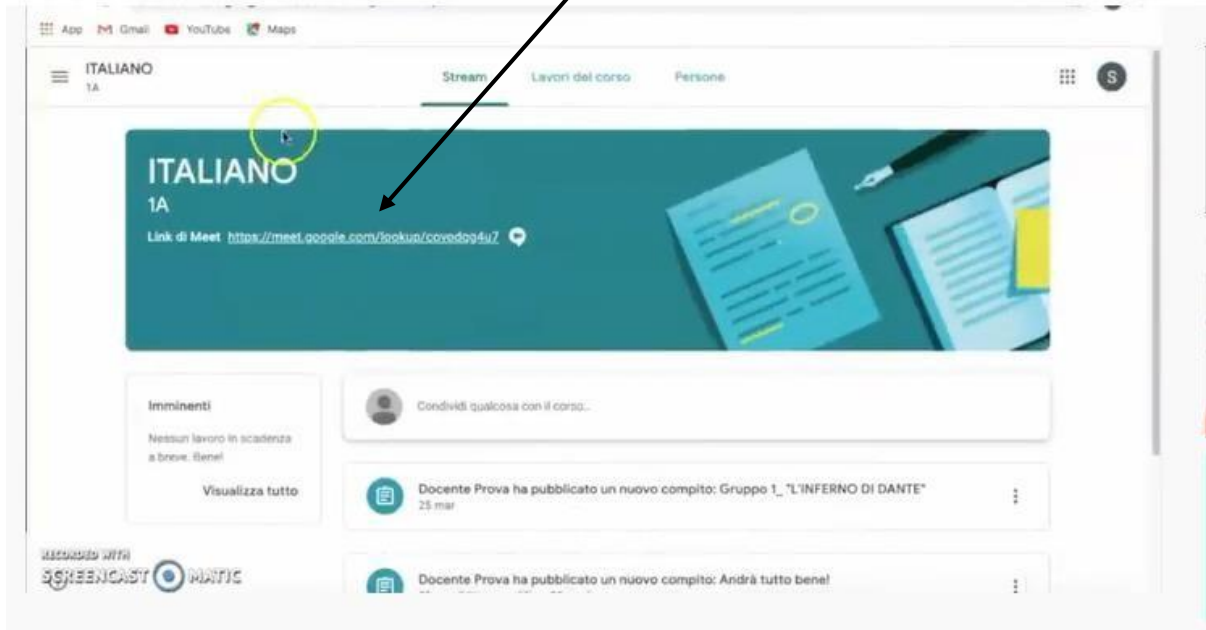 App Gmail YouTube Maps
ITALIANO
1A
Stream Lavori del corso Persone
S
ITALIANO
1A
Link di Meet https://meet.google.com/lookup/covodqg4u7
Imminenti
Nessun lavoro in scadenza
a breve. Bene!
Visualizza tutto
Condividi qualcosa con il corso...
Docente Prova ha pubblicato un nuovo compito: Gruppo 1_ "L'INFERNO DI DANTE"
25 mar
Docente Prova ha pubblicato un nuovo compito: Andrà tutto bene!
RECORDED WITH
SCREENCAST MATIC